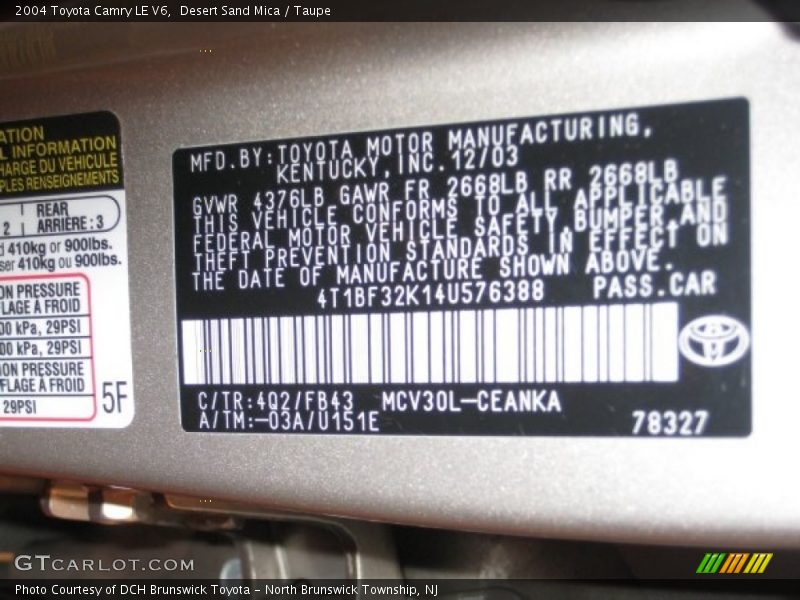 2004 Toyota Camry LE V6,  Desert Sand Mica / Taupe
ATION
L INFORMATION
HARGE DU VÉHICULE
PLES RENSEIGNEMENTS
2 | REAR
ARRIÈRE : 3
d 410kg or 900lbs.
ser 410kg ou 900lbs.
ON PRESSURE
FLAGE À FROID
00 kPa, 29PSI
00 kPa, 29PSI
ON PRESSURE
FLAGE À FROID
29PSI
5F
MFD.BY:TOYOTA MOTOR MANUFACTURING,
KENTUCKY,INC. 12/03
GVWR 4376LB GAWR FR 2668LB RR 2668LB
THIS VEHICLE CONFORMS TO ALL APPLICABLE
FEDERAL MOTOR VEHICLE SAFETY,BUMPER,AND
THEFT PREVENTION STANDARDS IN EFFECT ON
THE DATE OF MANUFACTURE SHOWN ABOVE.
4T1BF32K14U576388 PASS.CAR
C/TR:4Q2/FB43 MCV30L-CEANKA
A/TM:-03A/U151E 78327
GTCARLOT.COM
Photo Courtesy of DCH Brunswick Toyota - North Brunswick Township, NJ